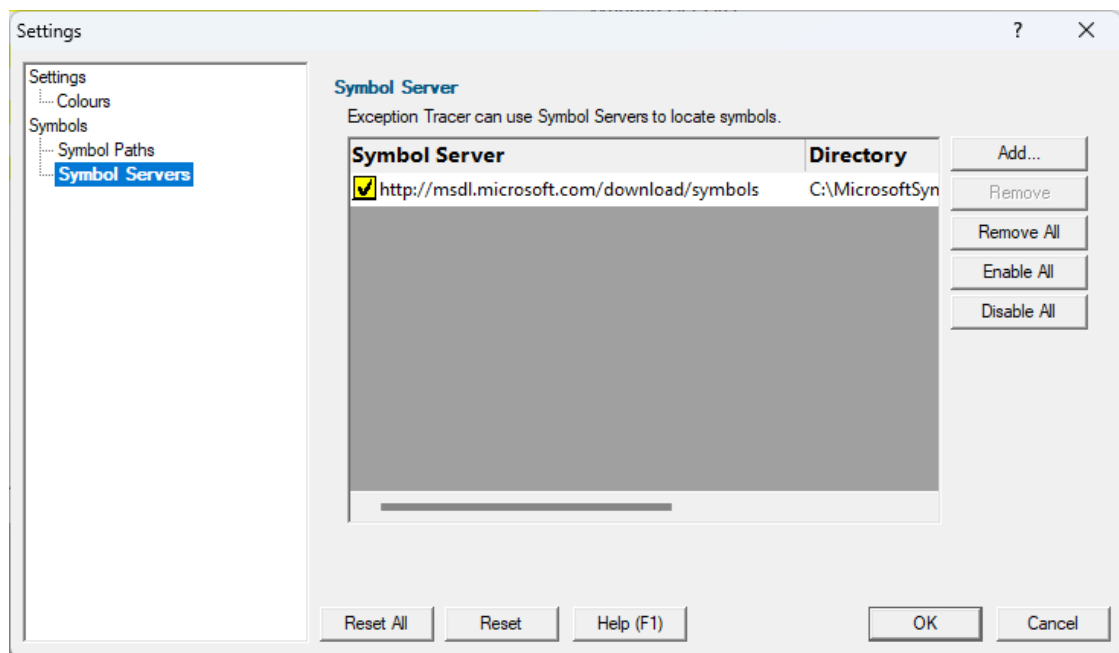 Settings
?
Settings
Colours
Symbols
Symbol Paths
Symbol Servers
Symbol Server
Exception Tracer can use Symbol Servers to locate symbols.
Symbol Server Directory
http://msdl.microsoft.com/download/symbols C:\MicrosoftSyn
Add...
Remove
Remove All
Enable All
Disable All
Reset All Reset Help (F1) OK Cancel